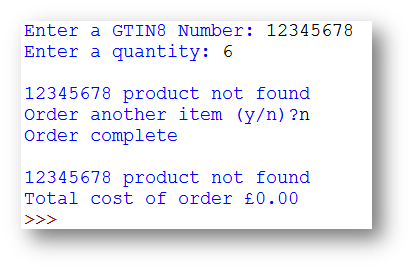 Enter a GTIN8 Number: 12345678
Enter a quantity: 6
12345678 product not found
Order another item (y/n)?n
Order complete
12345678 product not found
Total cost of order £0.00
>>>